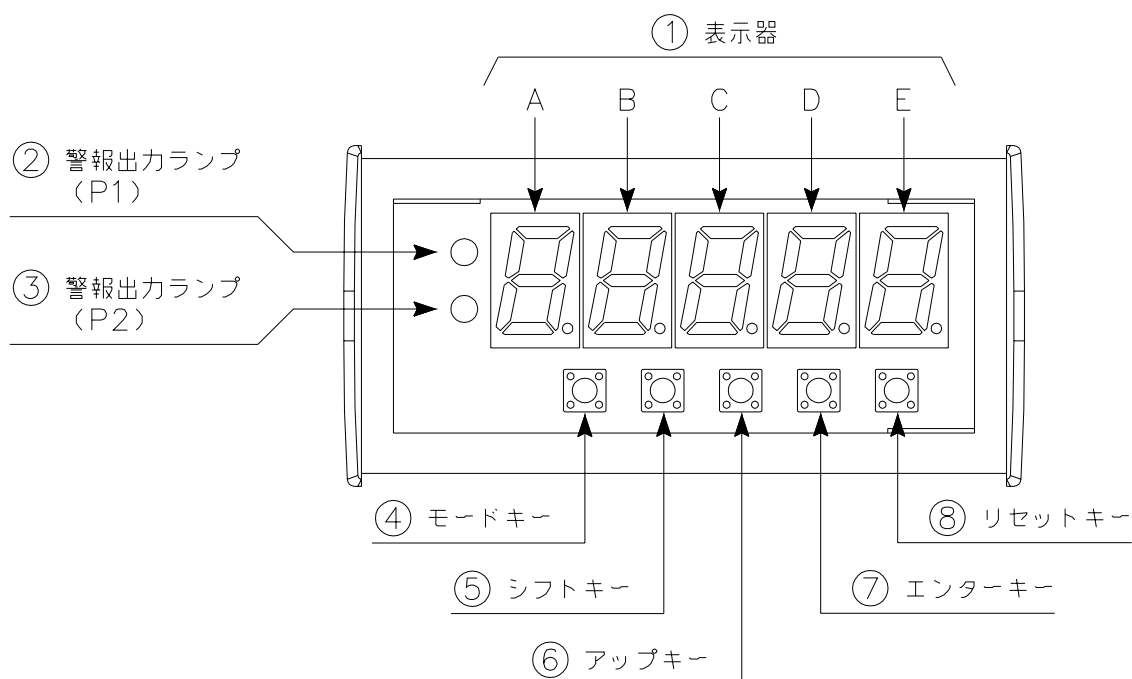 ① 表示器
A B C D E
② 警報出力ランプ
（P1）
③ 警報出力ランプ
（P2）
④ モードキー
⑧ リセットキー
⑤ シフトキー
⑦ エンターキー
⑥ アップキー